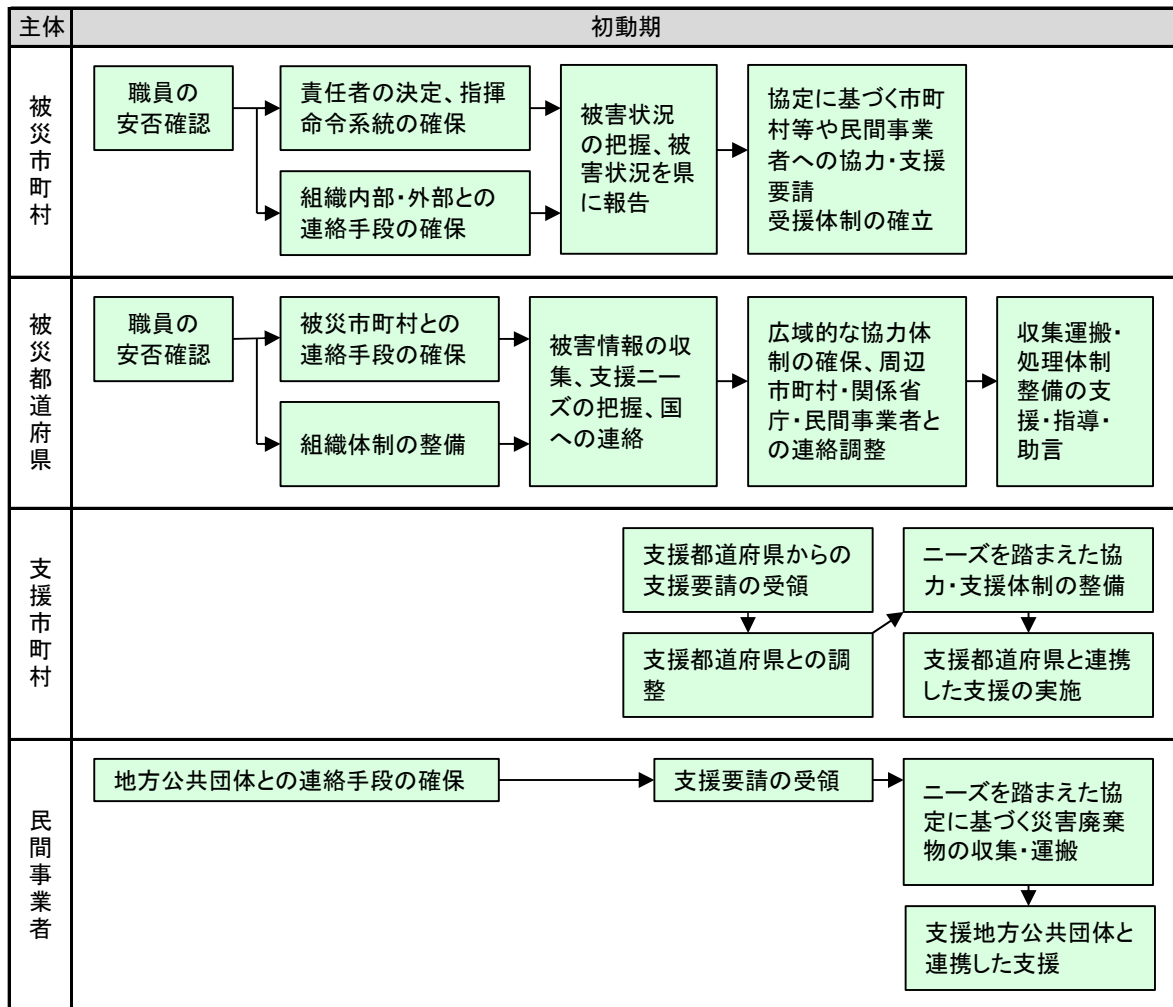 主体
初動期
被災市町村
職員の
安否確認
責任者の決定、指揮
命令系統の確保
組織内部・外部との
連絡手段の確保
被害状況
の把握、被
害状況を県
に報告
協定に基づく市町
村等や民間事業
者への協力・支援
要請
受援体制の確立
被災都道府県
職員の
安否確認
被災市町村との
連絡手段の確保
組織体制の整備
被害情報の収
集、支援ニー
ズの把握、国
への連絡
広域的な協力体
制の確保、周辺
市町村・関係省
庁・民間事業者と
の連絡調整
収集運搬・
処理体制
整備の支
援・指導・
助言
支援市町村
支援都道府県からの
支援要請の受領
支援都道府県との調
整
ニーズを踏まえた協
力・支援体制の整備
支援都道府県と連携
した支援の実施
民間事業者
地方公共団体との連絡手段の確保
支援要請の受領
ニーズを踏まえた協
定に基づく災害廃棄
物の収集・運搬
支援地方公共団体と
連携した支援